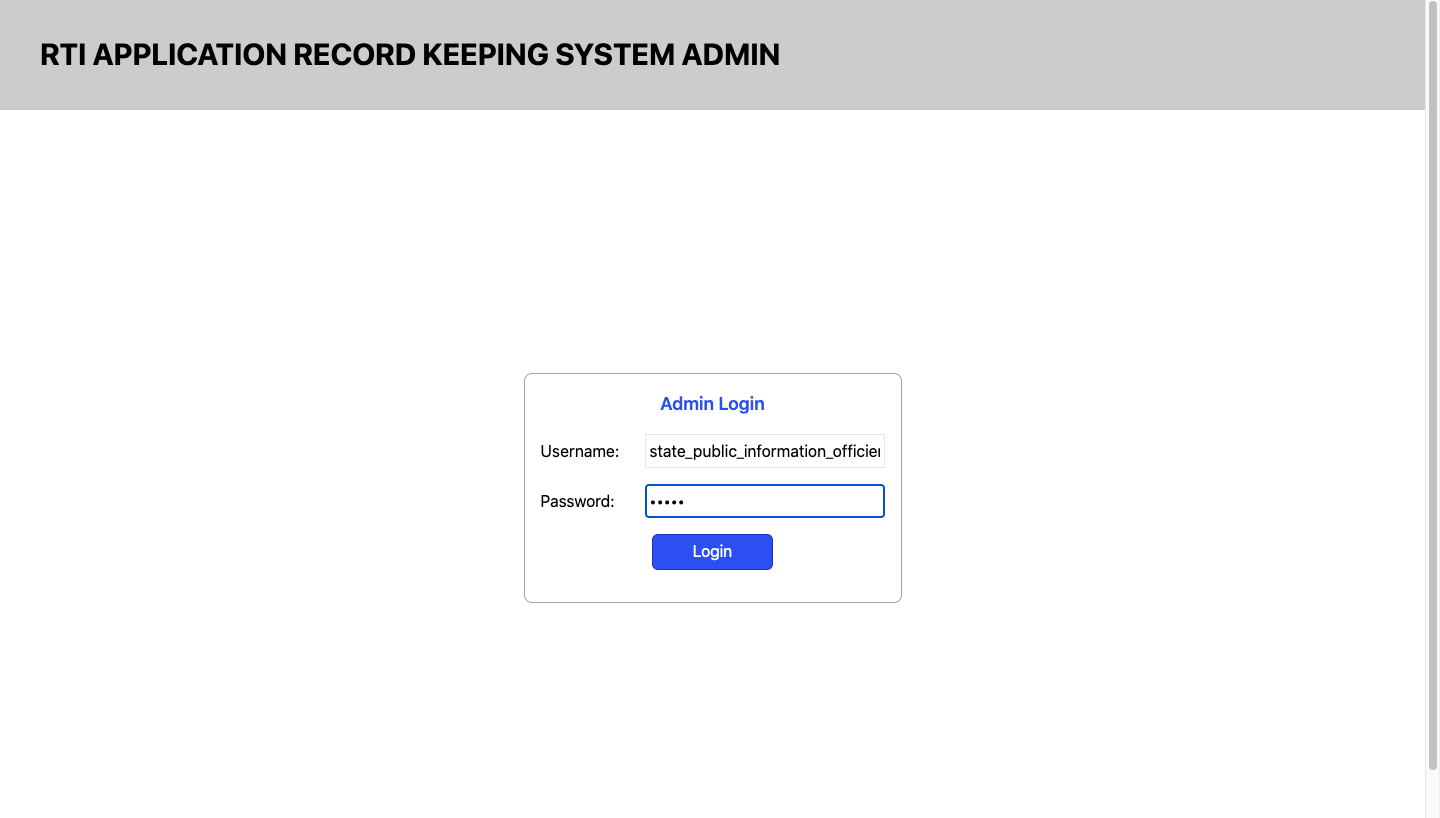 RTI APPLICATION RECORD KEEPING SYSTEM ADMIN
Admin Login
Username: state_public_information_officier
Password: •••••
Login